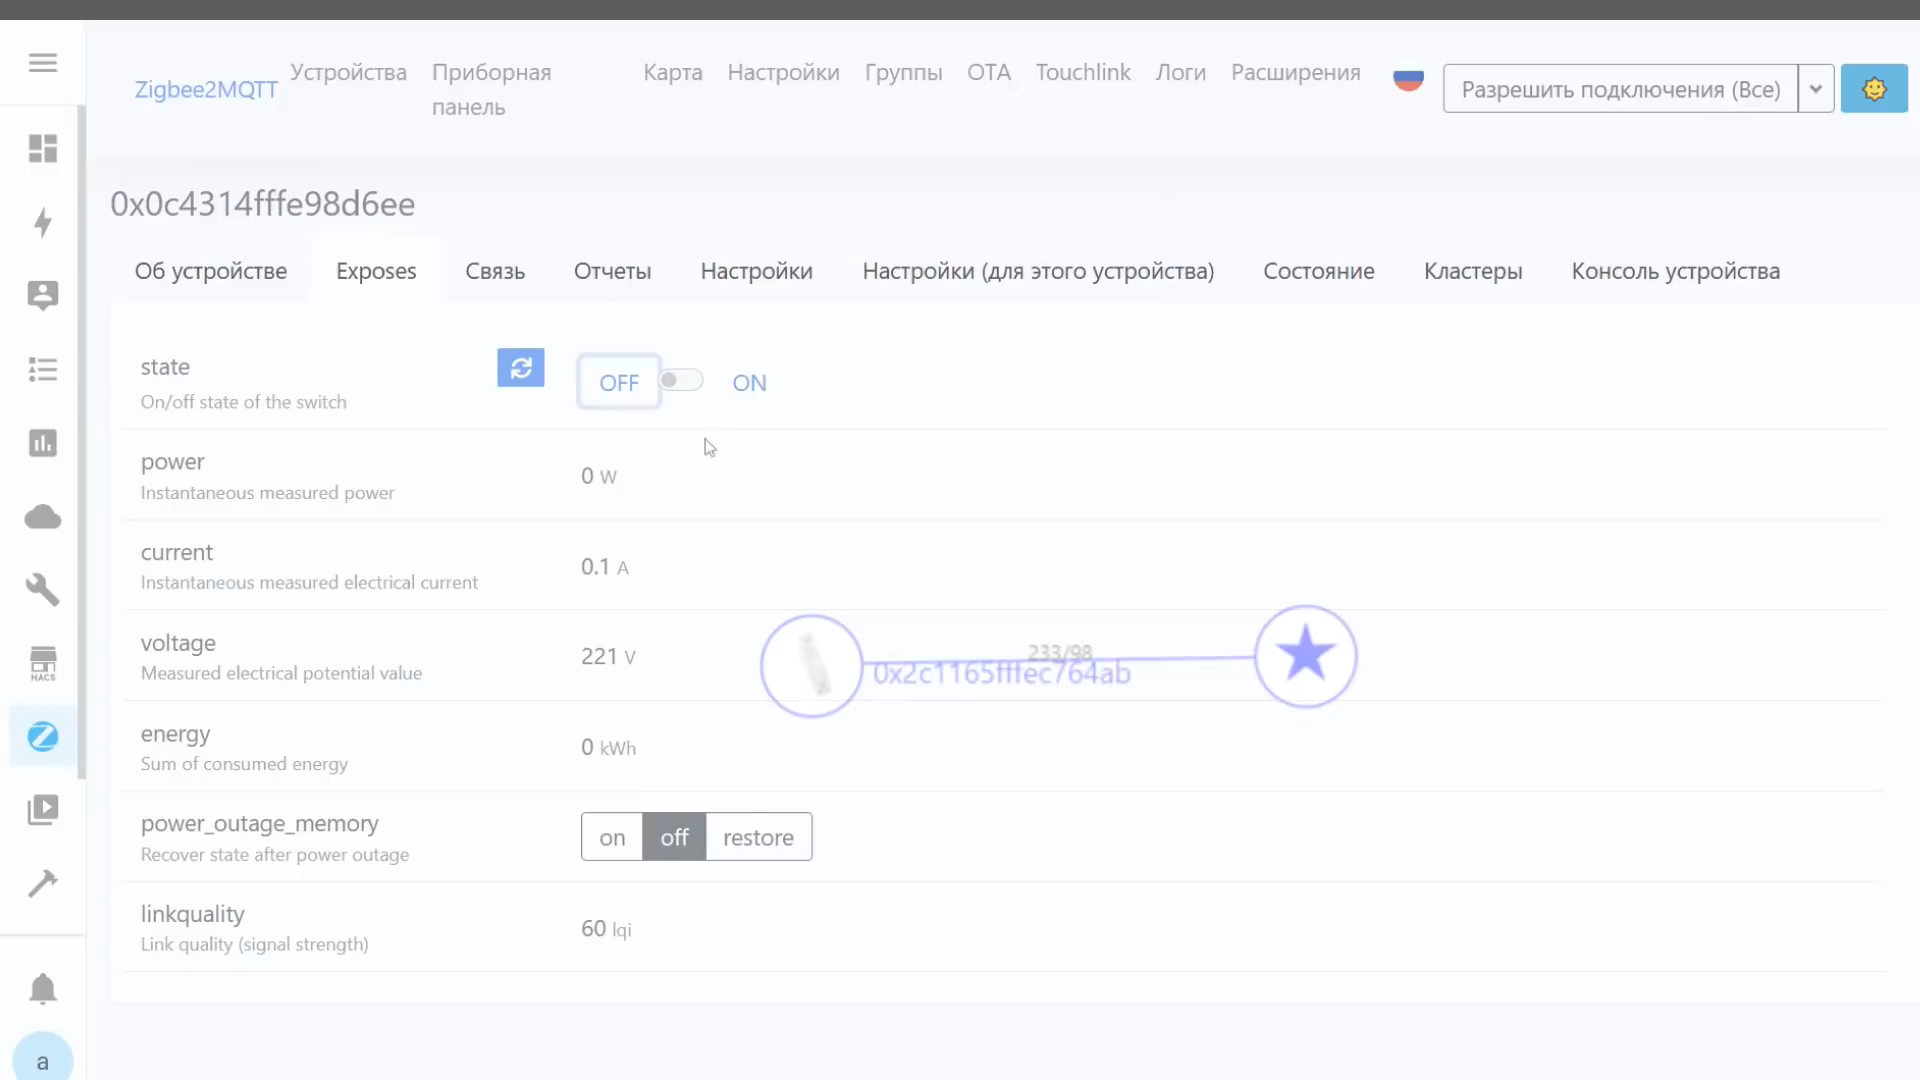 Zigbee2MQTT
Устройства
Приборная
панель
Карта
Настройки
Группы
OTA
Touchlink
Логи
Расширения
Разрешить подключения (Все)
0x0c4314fffe98d6ee
Об устройстве
Exposes
Связь
Отчеты
Настройки
Настройки (для этого устройства)
Состояние
Кластеры
Консоль устройства
state
OFF
ON
On/off state of the switch
power
0 W
Instantaneous measured power
current
0.1 A
Instantaneous measured electrical current
voltage
221 V
Measured electrical potential value
233/98
0x2c1165fffec764ab
energy
0 kWh
Sum of consumed energy
power_outage_memory
on
off
restore
Recover state after power outage
linkquality
60 lqi
Link quality (signal strength)
HACS
a